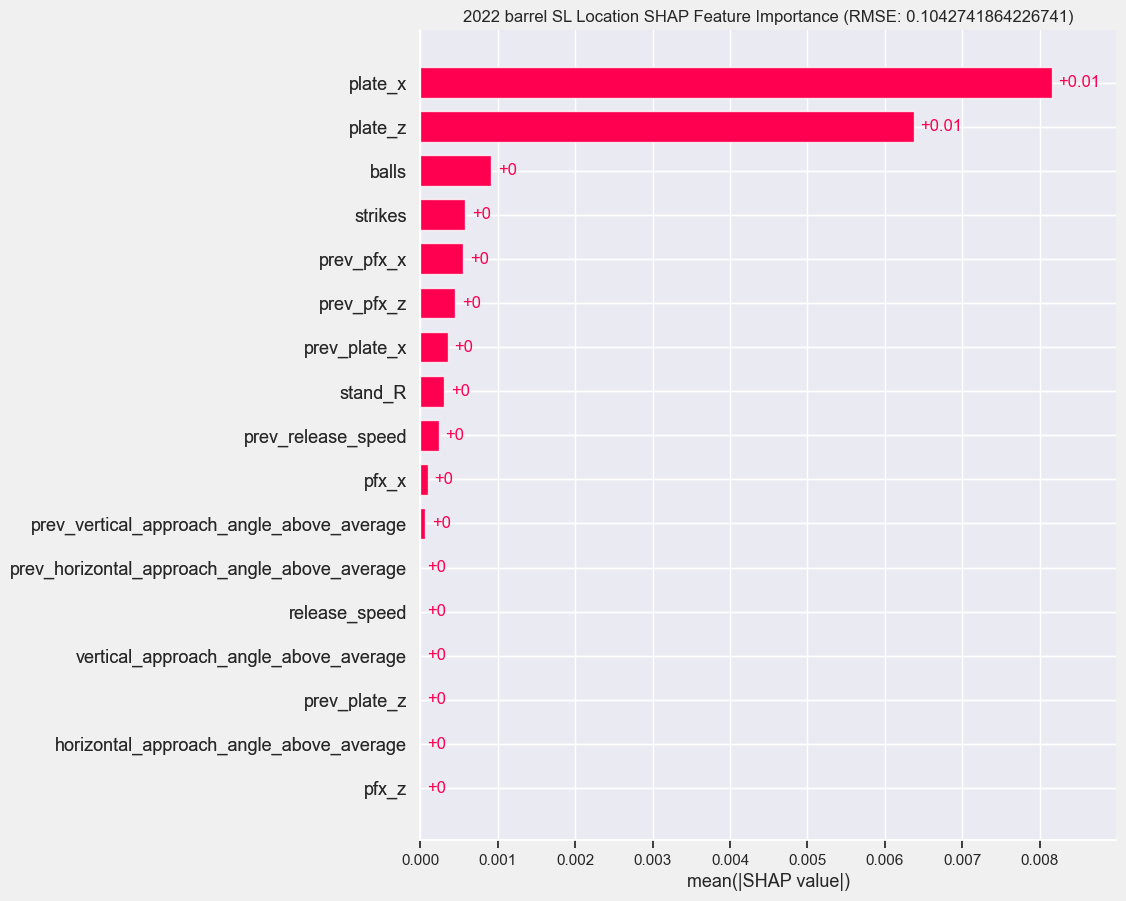 2022 barrel SL Location SHAP Feature Importance (RMSE: 0.1042741864226741)
plate_x +0.01
plate_z +0.01
balls +0
strikes +0
prev_pfx_x +0
prev_pfx_z +0
prev_plate_x +0
stand_R +0
prev_release_speed +0
pfx_x +0
prev_vertical_approach_angle_above_average +0
prev_horizontal_approach_angle_above_average +0
release_speed +0
vertical_approach_angle_above_average +0
prev_plate_z +0
horizontal_approach_angle_above_average +0
pfx_z +0
0.000 0.001 0.002 0.003 0.004 0.005 0.006 0.007 0.008
mean(|SHAP value|)